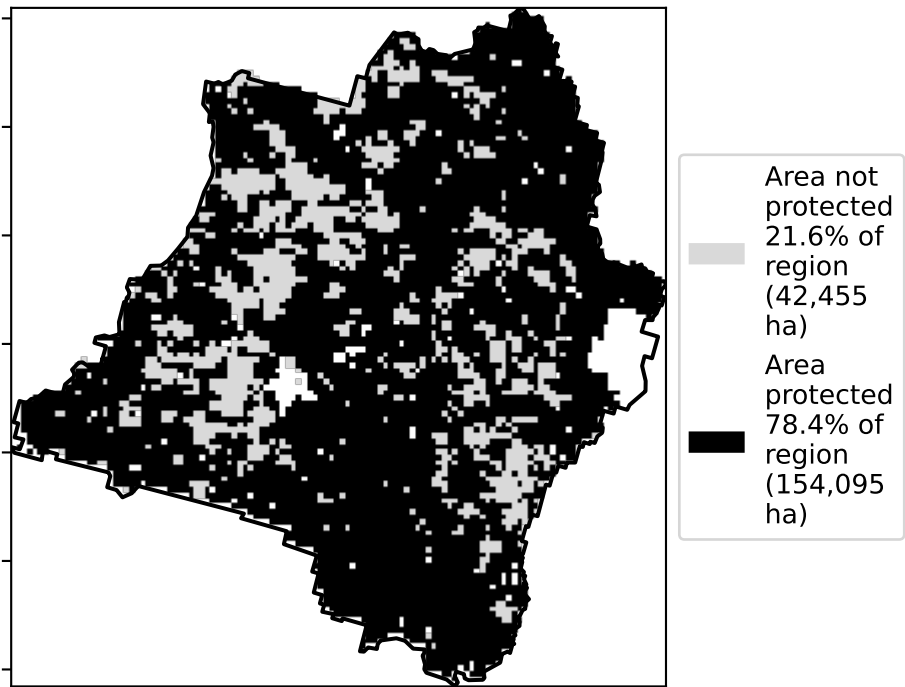 Area not
protected
21.6% of
region
(42,455
ha)
Area
protected
78.4% of
region
(154,095
ha)